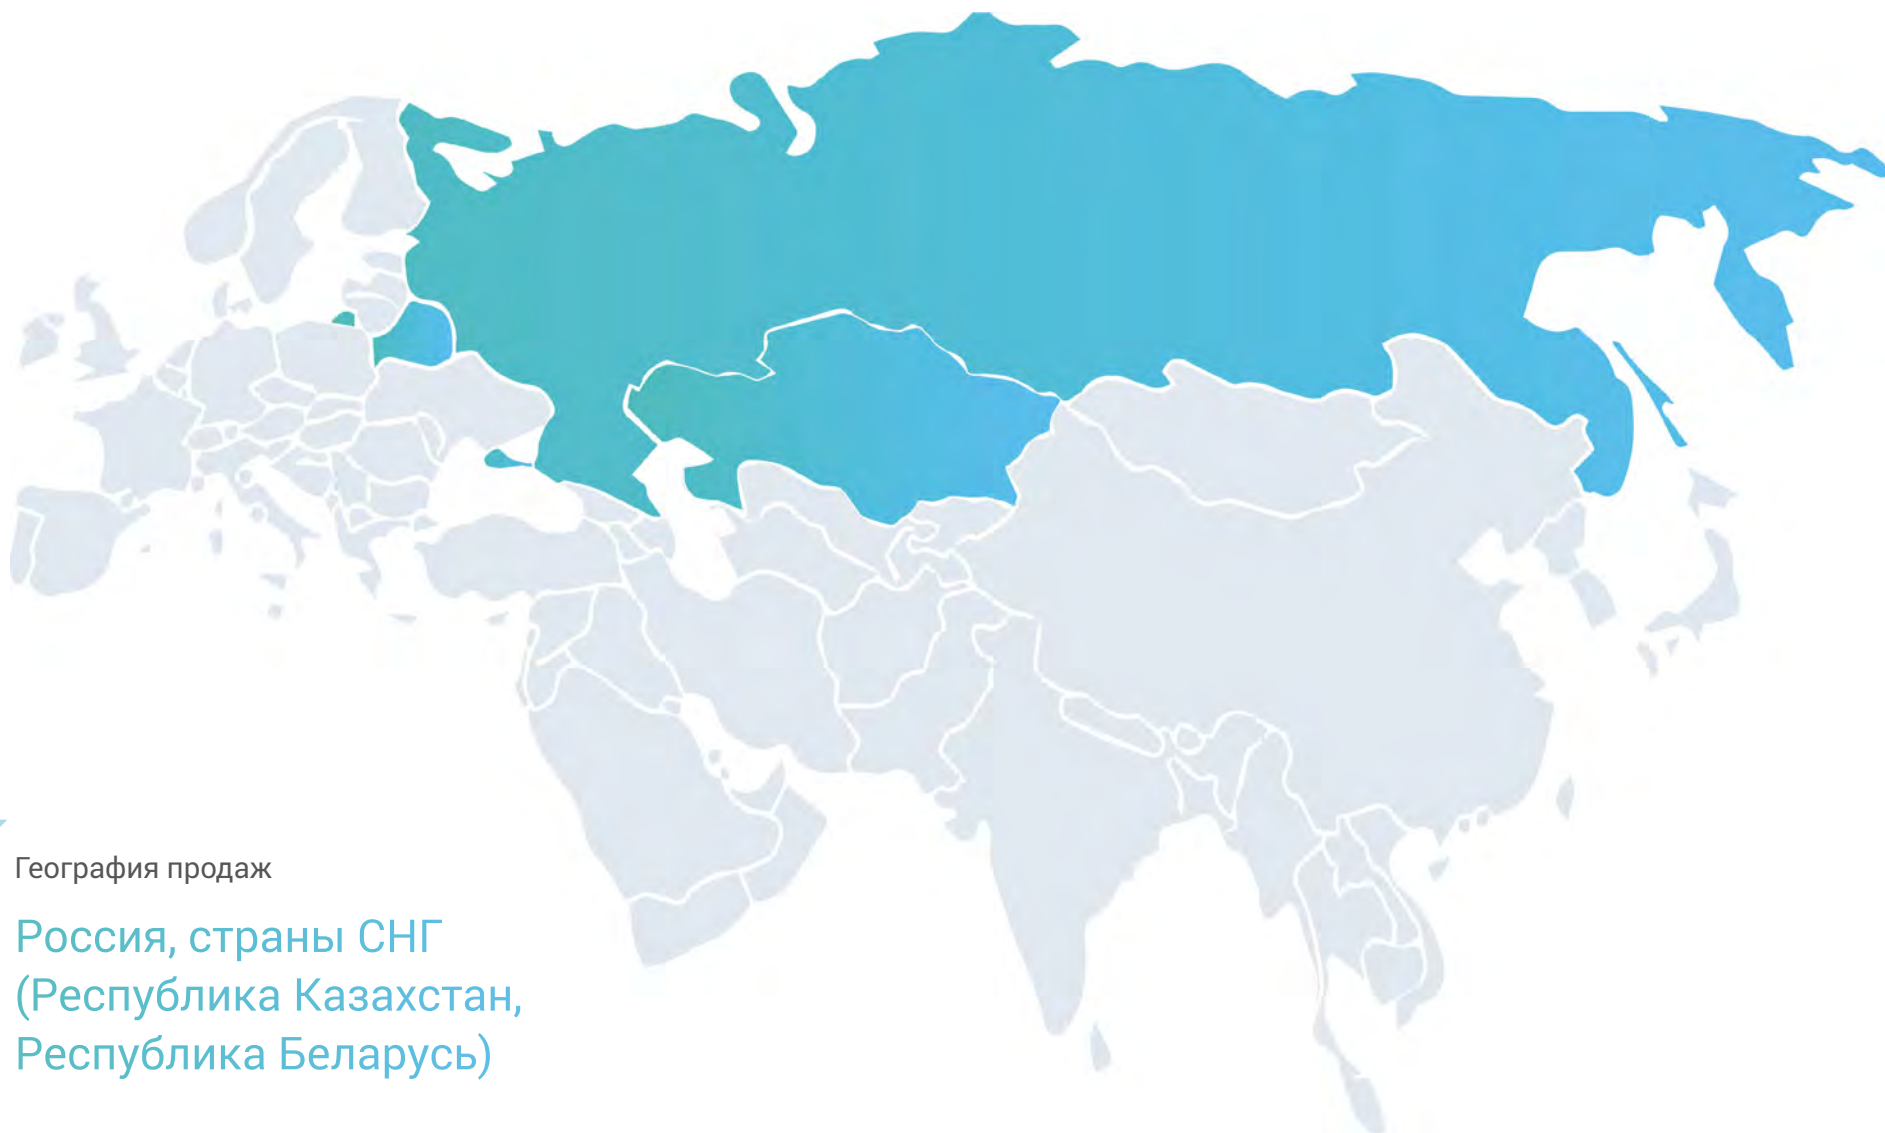 География продаж
Россия, страны СНГ
(Республика Казахстан,
Республика Беларусь)